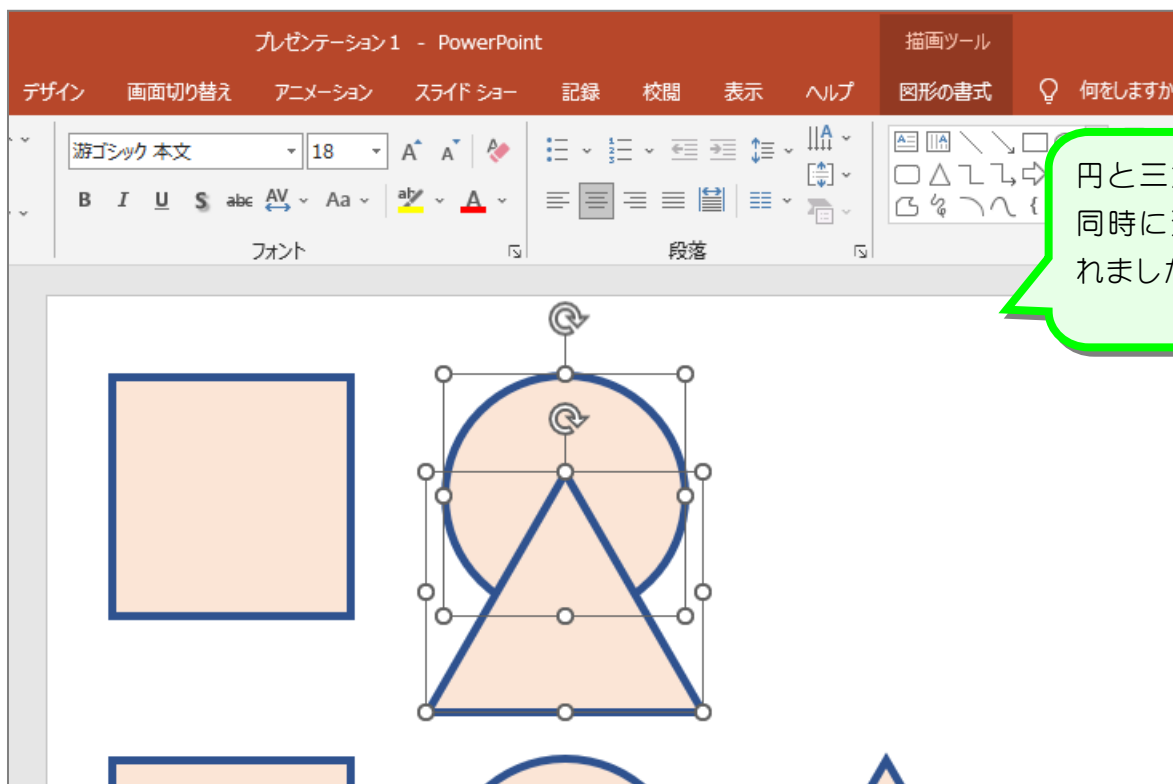 プレゼンテーション1 - PowerPoint
描画ツール
デザイン 画面切り替え アニメーション スライド ショー 記録 校閲 表示 ヘルプ 図形の書式 何をしますか
游ゴシック 本文 18 A A A
B I U S abc AV Aa ab A
フォント 段落
円と三
同時に
れました